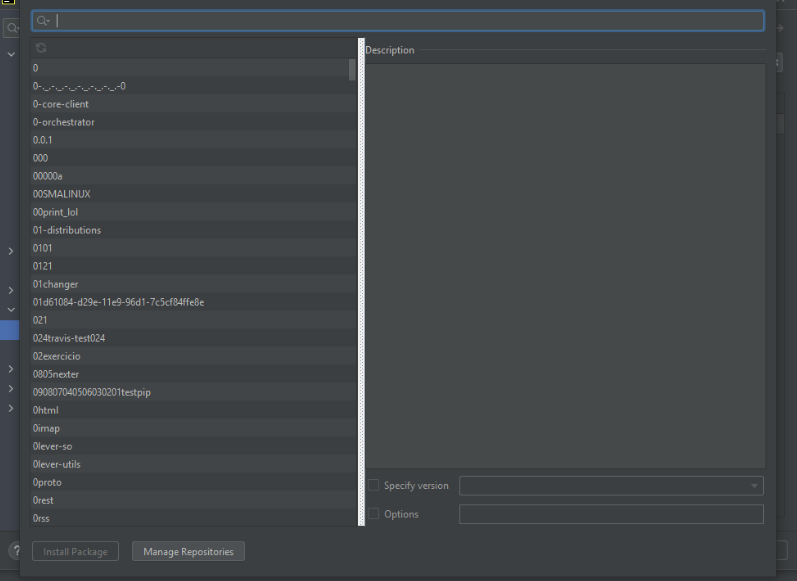 Description
0
0-._.-._.-._.-._.-._.-._.-0
0-core-client
0-orchestrator
0.0.1
000
00000a
00SMALINUX
00print_lol
01-distributions
0101
0121
01changer
01d61084-d29e-11e9-96d1-7c5cf84ffe8e
021
024travis-test024
02exercicio
0805nexter
090807040506030201testpip
0html
0imap
0lever-so
0lever-utils
0proto
0rest
0rss
Specify version
Options
?
Install Package
Manage Repositories